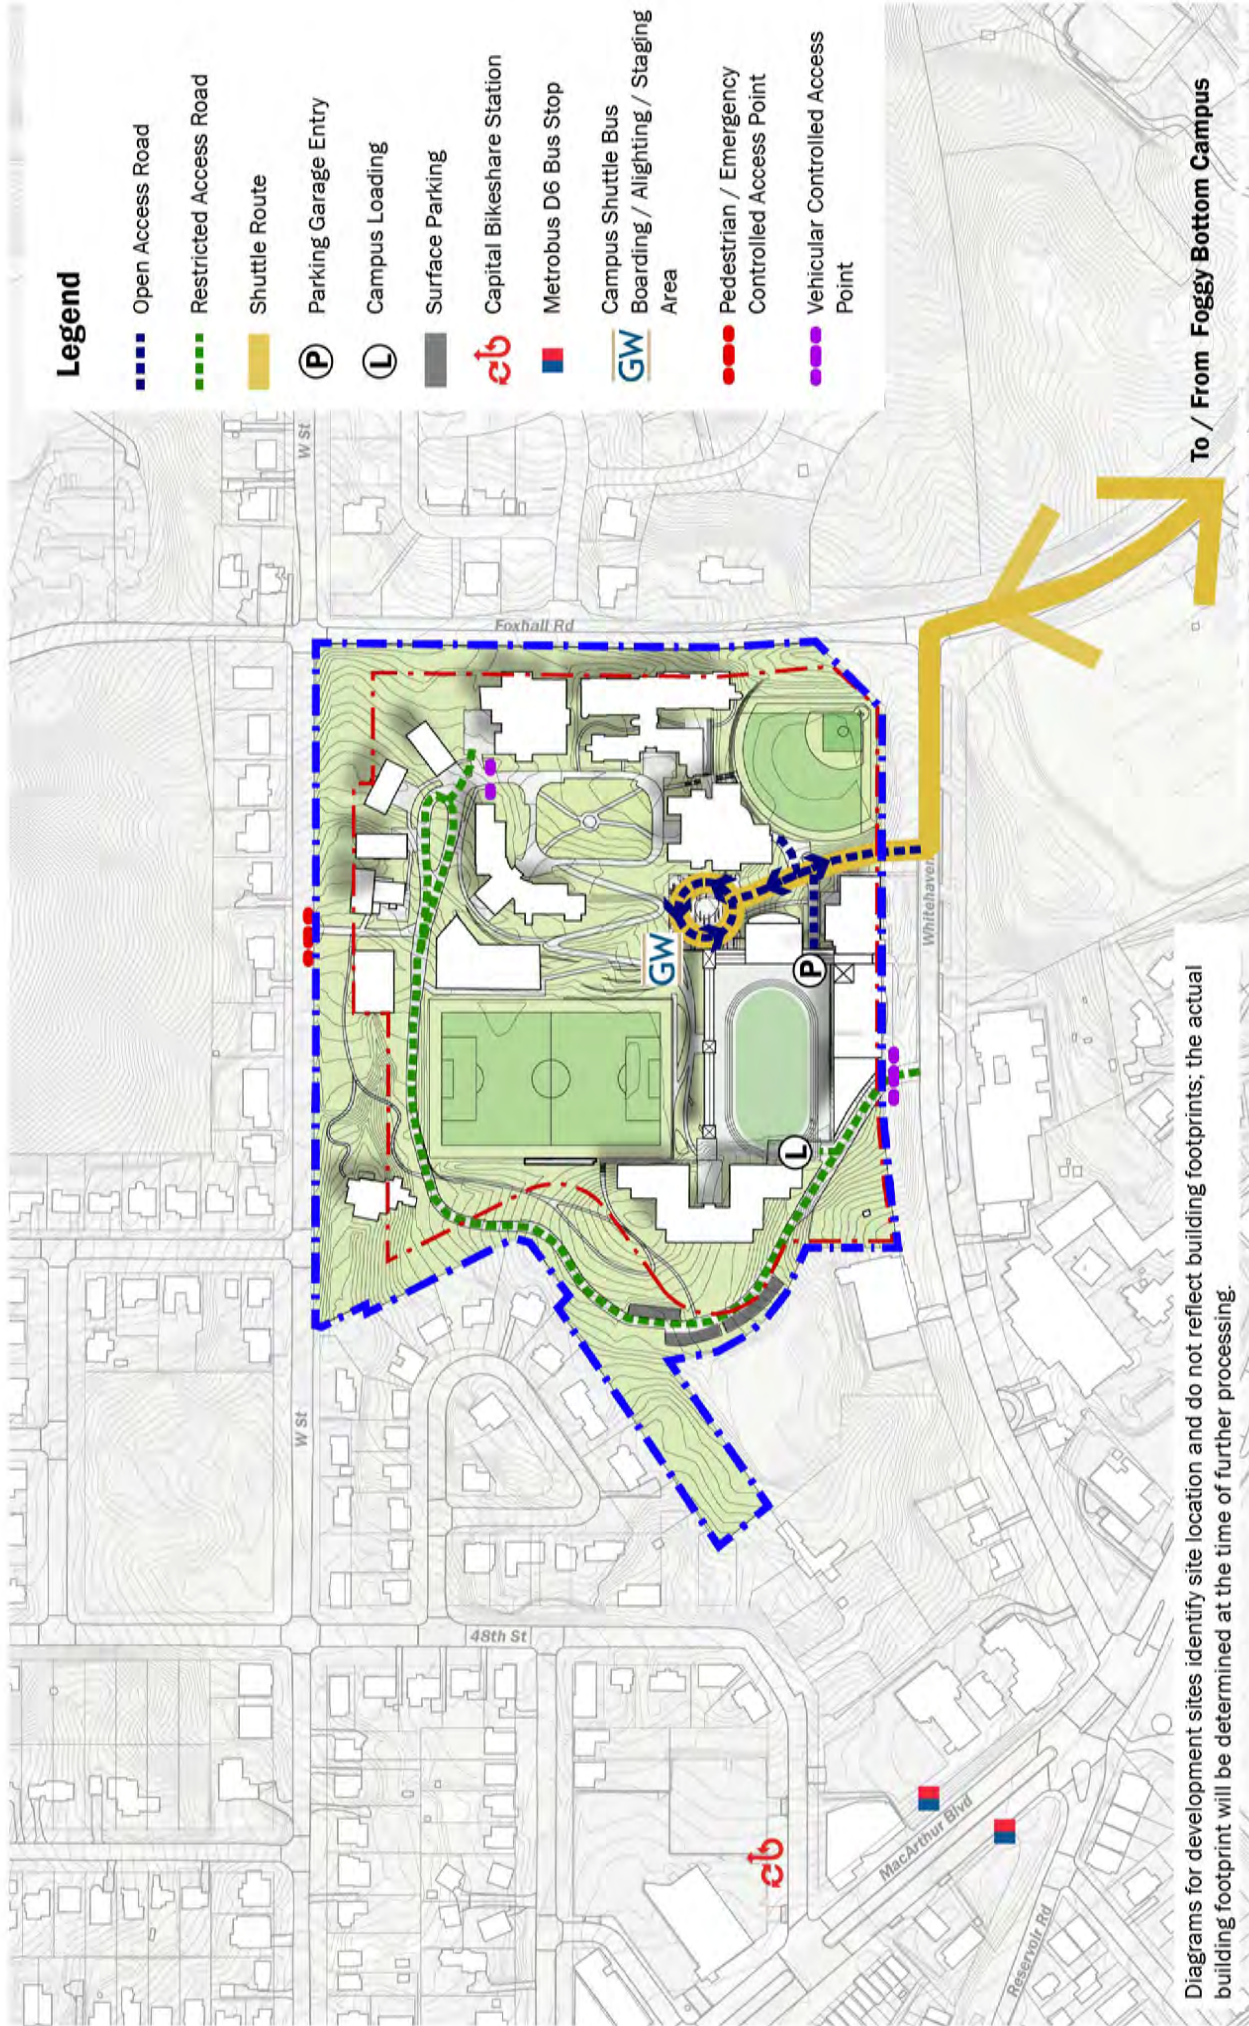 Legend
Open Access Road
Restricted Access Road
Shuttle Route
P
Parking Garage Entry
L
Campus Loading
Surface Parking
cb
Capital Bikeshare Station
Metrobus D6 Bus Stop
GW
Campus Shuttle Bus
Boarding / Alighting / Staging
Area
Pedestrian / Emergency
Controlled Access Point
Vehicular Controlled Access
Point
W St
W St
Foxhall Rd
48th St
GW
P
L
Whitehaven
cb
MacArthur Blvd
Reservoir Rd
To / From Foggy Bottom Campus
Diagrams for development sites identify site location and do not reflect building footprints; the actual
building footprint will be determined at the time of further processing.